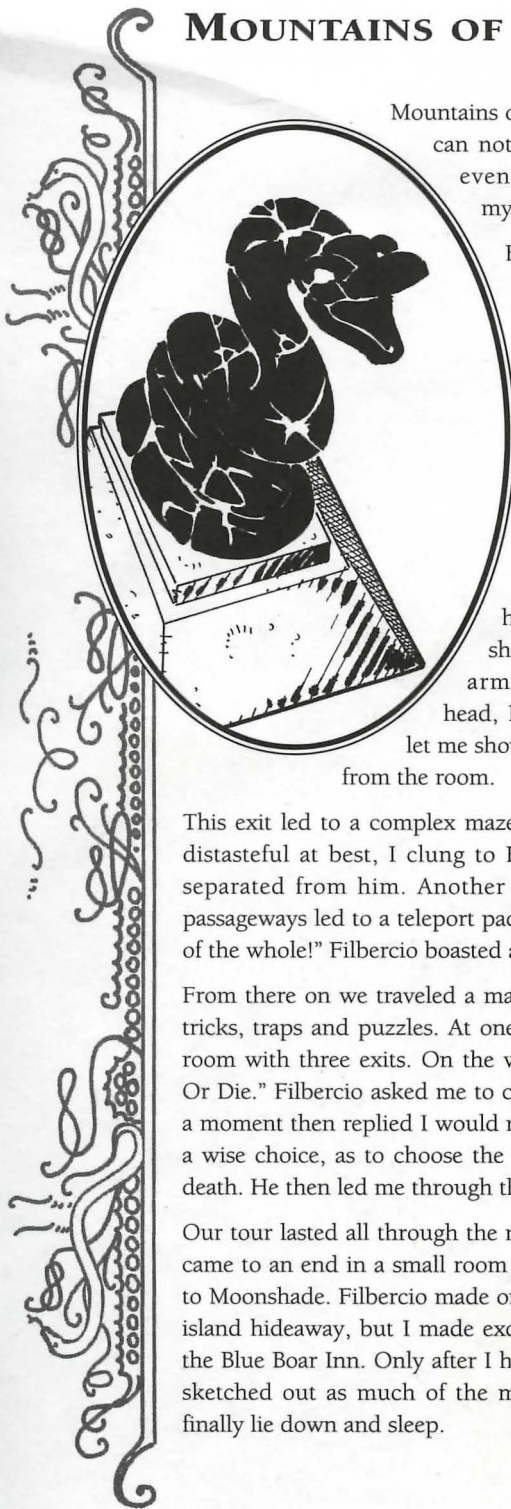 MOUNTAINS OF
Mountains
can not
even
my
sh
arm
head, I
let me show
from the room.
This exit led to a complex maze
distasteful at best, I clung to
separated from him. Another
passageways led to a teleport pad
of the whole!" Filbercio boasted
From there on we traveled a
tricks, traps and puzzles. At one
room with three exits. On the
Or Die." Filbercio asked me to
a moment then replied I would
a wise choice, as to choose the
death. He then led me through
Our tour lasted all through the
came to an end in a small room
to Moonshade. Filbercio made
island hideaway, but I made
the Blue Boar Inn. Only after I
sketched out as much of the
finally lie down and sleep.